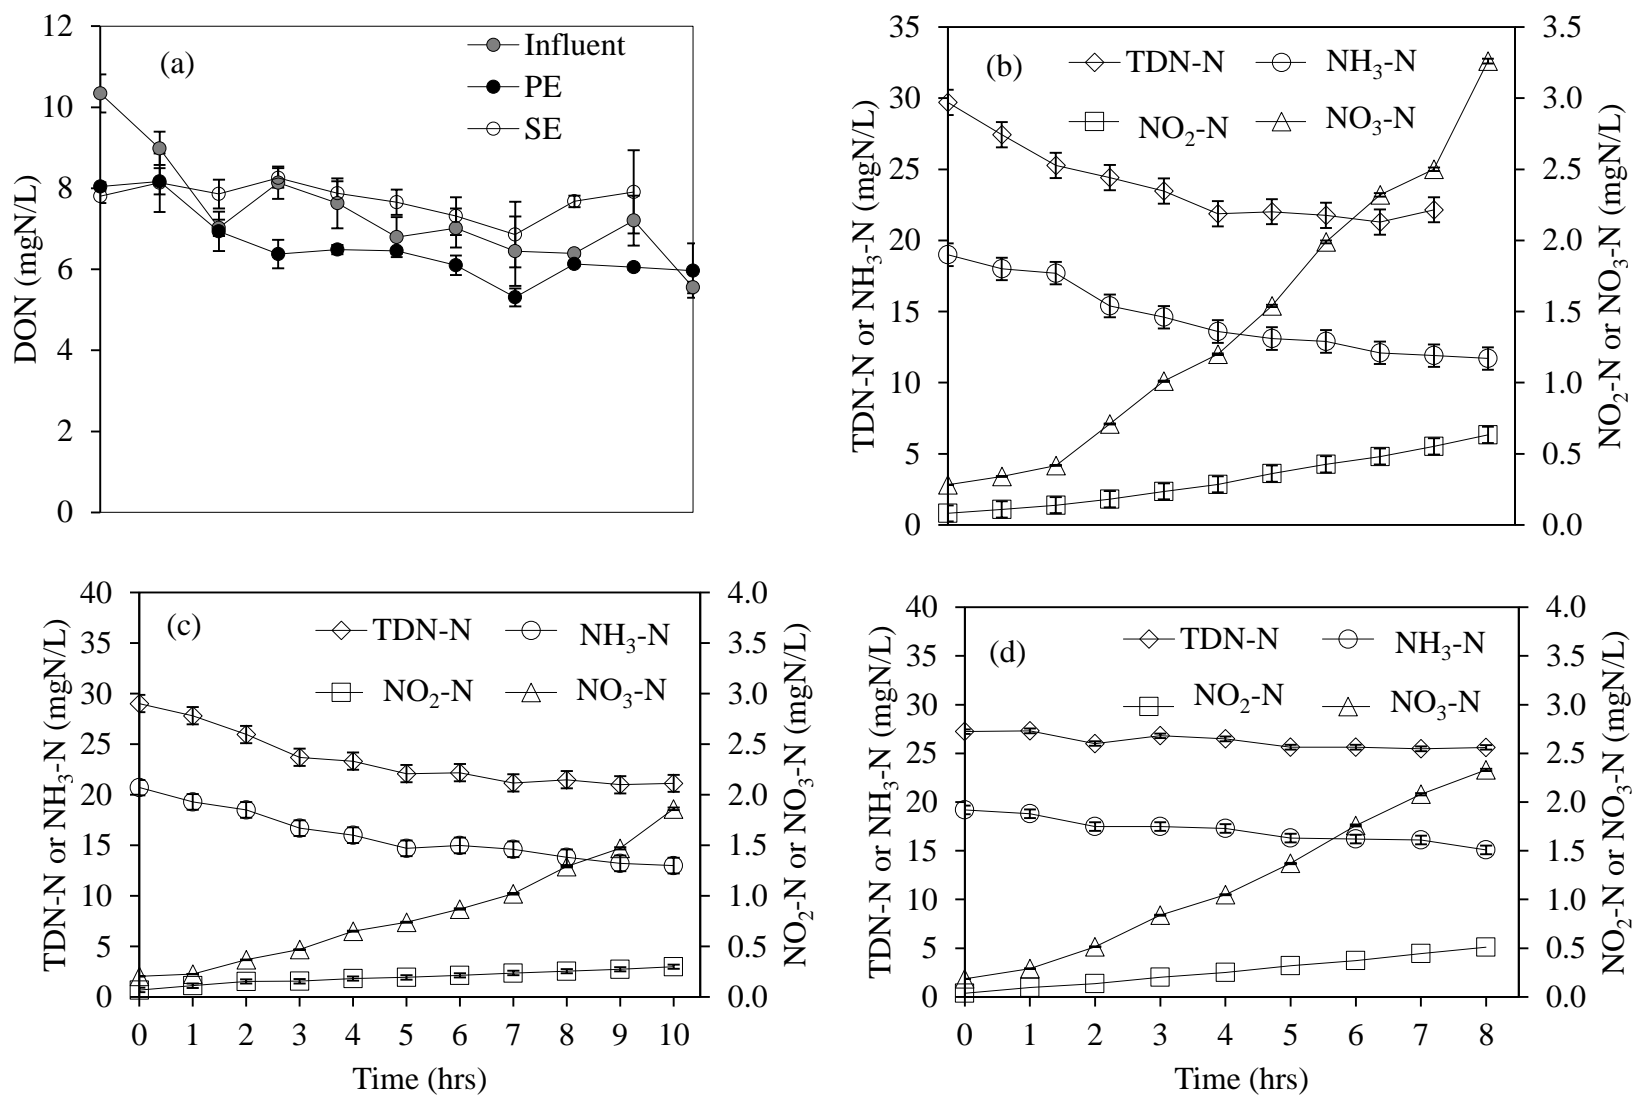 12
10
8
6
4
2
0
DON (mgN/L)
(a)
Influent
PE
SE
35
30
25
20
15
10
5
0
TDN-N or NH3-N (mgN/L)
(b)
TDN-N
NH3-N
NO2-N
NO3-N
3.5
3.0
2.5
2.0
1.5
1.0
0.5
0.0
NO2-N or NO3-N (mgN/L)
40
35
30
25
20
15
10
5
0
TDN-N or NH3-N (mgN/L)
(c)
TDN-N
NH3-N
NO2-N
NO3-N
4.0
3.5
3.0
2.5
2.0
1.5
1.0
0.5
0.0
NO2-N or NO3-N (mgN/L)
0 1 2 3 4 5 6 7 8 9 10
Time (hrs)
40
35
30
25
20
15
10
5
0
TDN-N or NH3-N (mgN/L)
(d)
TDN-N
NH3-N
NO2-N
NO3-N
4.0
3.5
3.0
2.5
2.0
1.5
1.0
0.5
0.0
NO2-N or NO3-N (mgN/L)
0 1 2 3 4 5 6 7 8
Time (hrs)